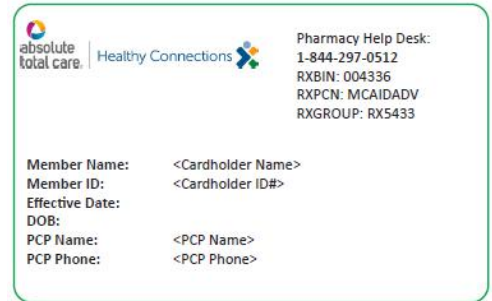 absolute
total care.
Healthy Connections
Pharmacy Help Desk:
1-844-297-0512
RXBIN: 004336
RXPCN: MCAIDADV
RXGROUP: RX5433
Member Name: <Cardholder Name>
Member ID: <Cardholder ID#>
Effective Date:
DOB:
PCP Name: <PCP Name>
PCP Phone: <PCP Phone>